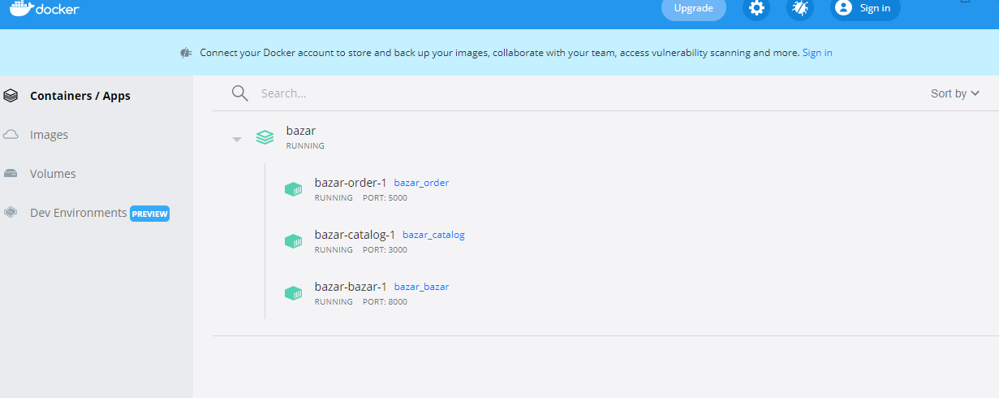 docker
Upgrade
Sign in
Connect your Docker account to store and back up your images, collaborate with your team, access vulnerability scanning and more. Sign in
Containers / Apps
Images
Volumes
Dev Environments PREVIEW
Search...
Sort by
bazar
RUNNING
bazar-order-1 bazar_order
RUNNING PORT: 5000
bazar-catalog-1 bazar_catalog
RUNNING PORT: 3000
bazar-bazar-1 bazar_bazar
RUNNING PORT: 8000